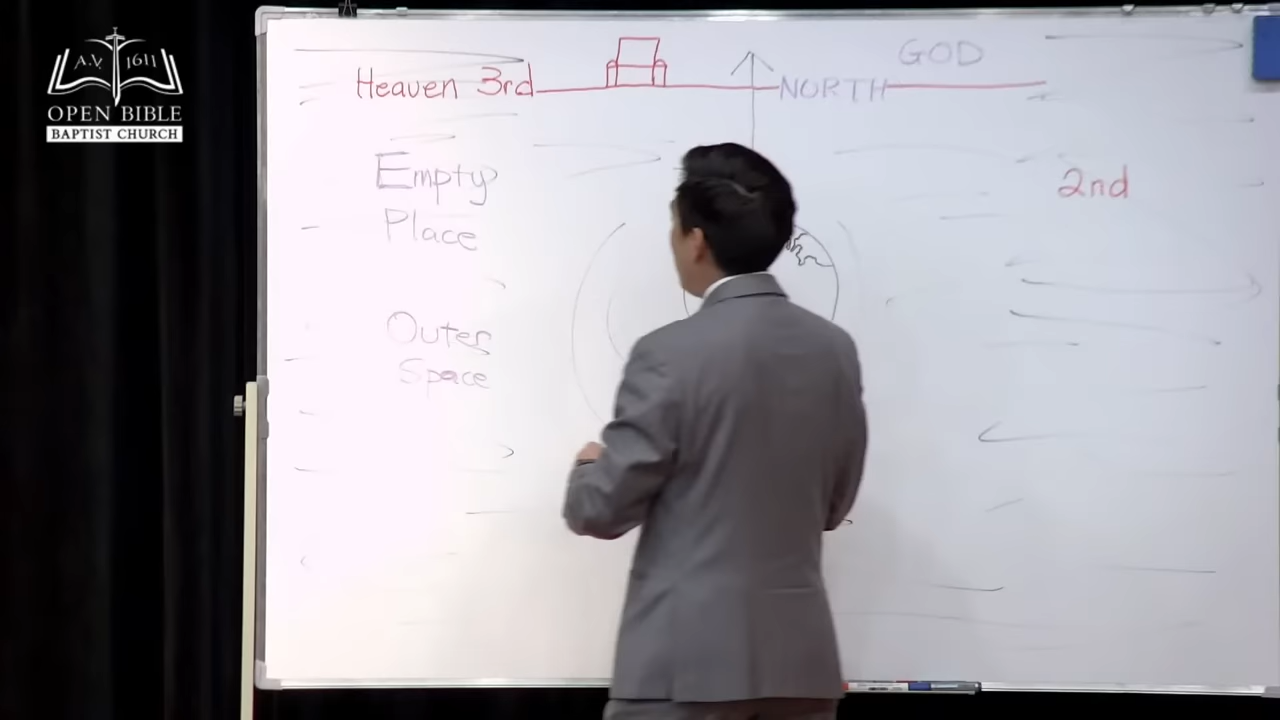 A.V. 1611
OPEN BIBLE
BAPTIST CHURCH
GOD
Heaven 3rd
NORTH
Empty
Place
2nd
Outer
Space